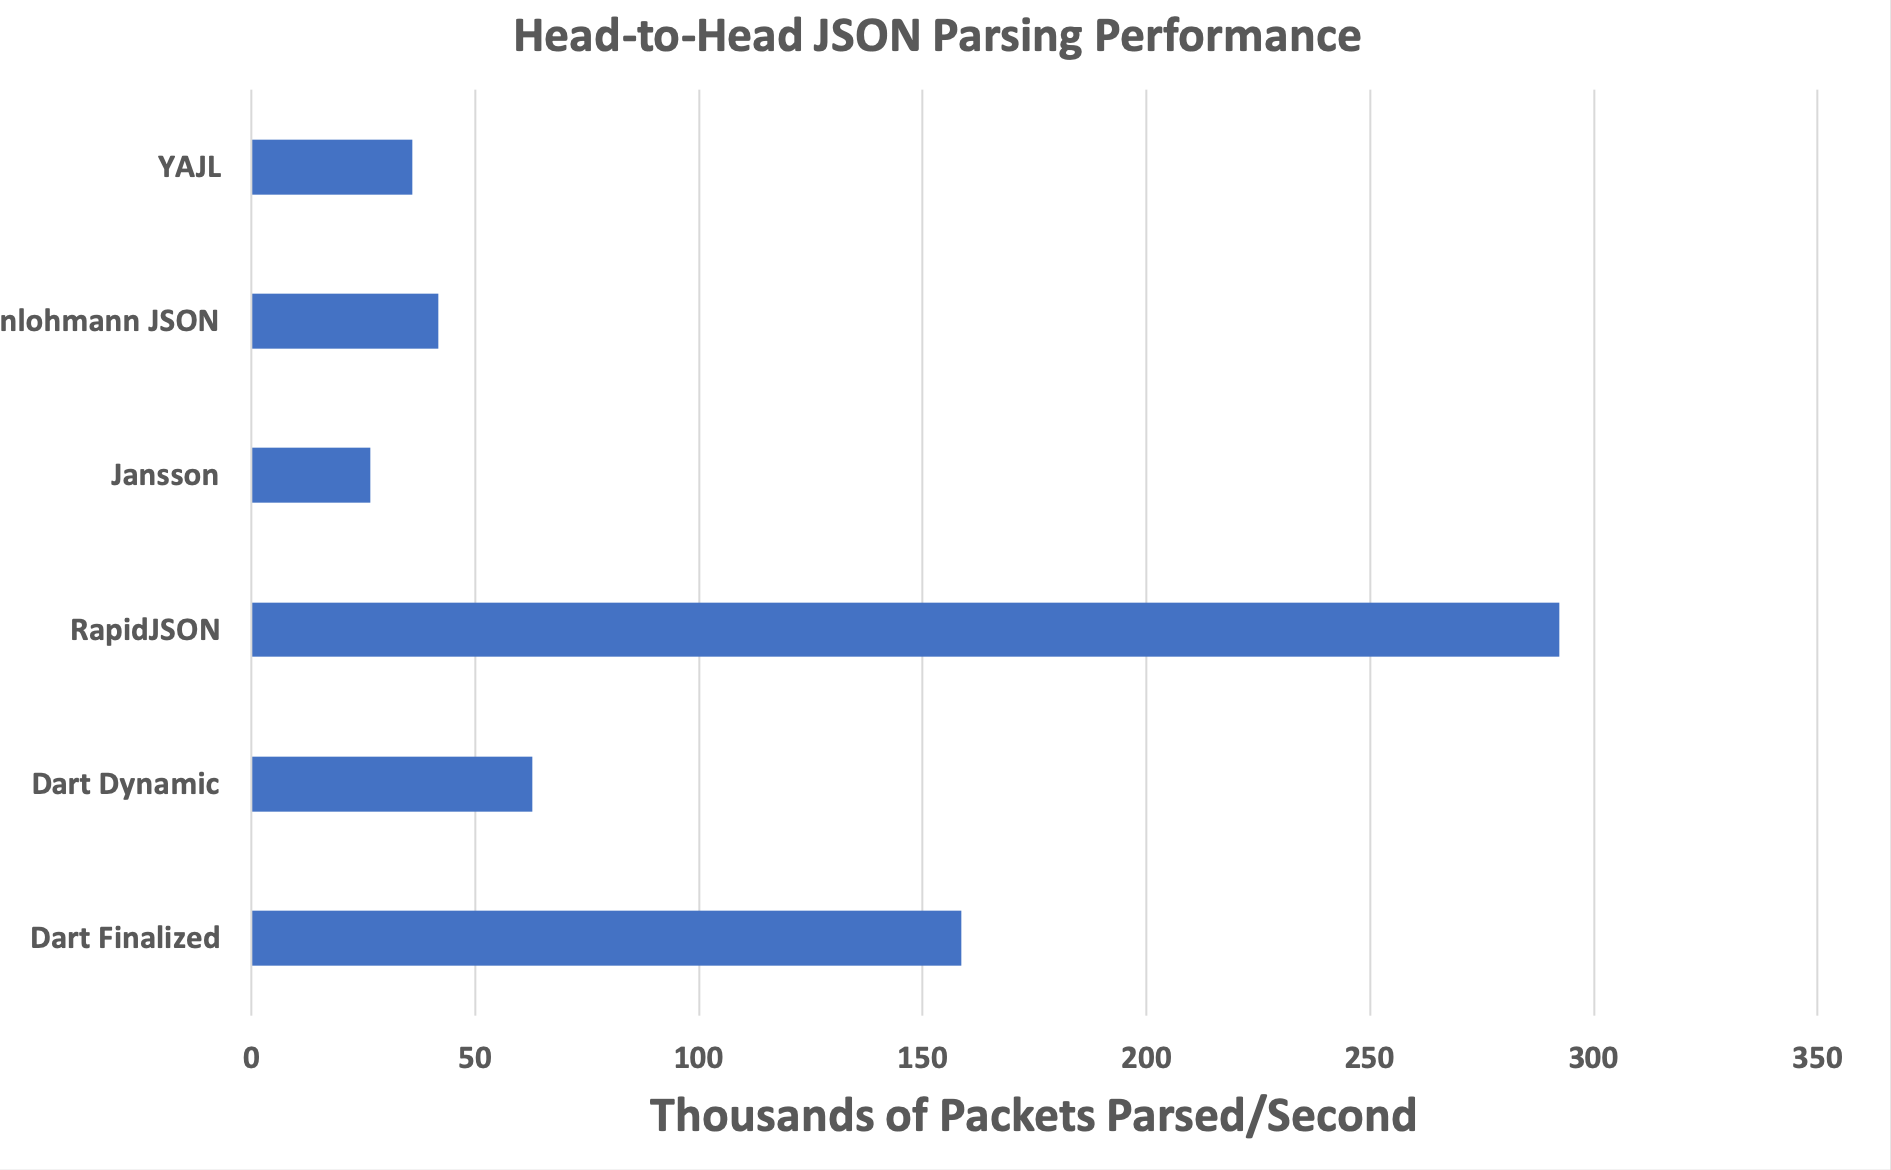 Head-to-Head JSON Parsing Performance
YAJL
nlohmann JSON
Jansson
RapidJSON
Dart Dynamic
Dart Finalized
0 50 100 150 200 250 300 350
Thousands of Packets Parsed/Second